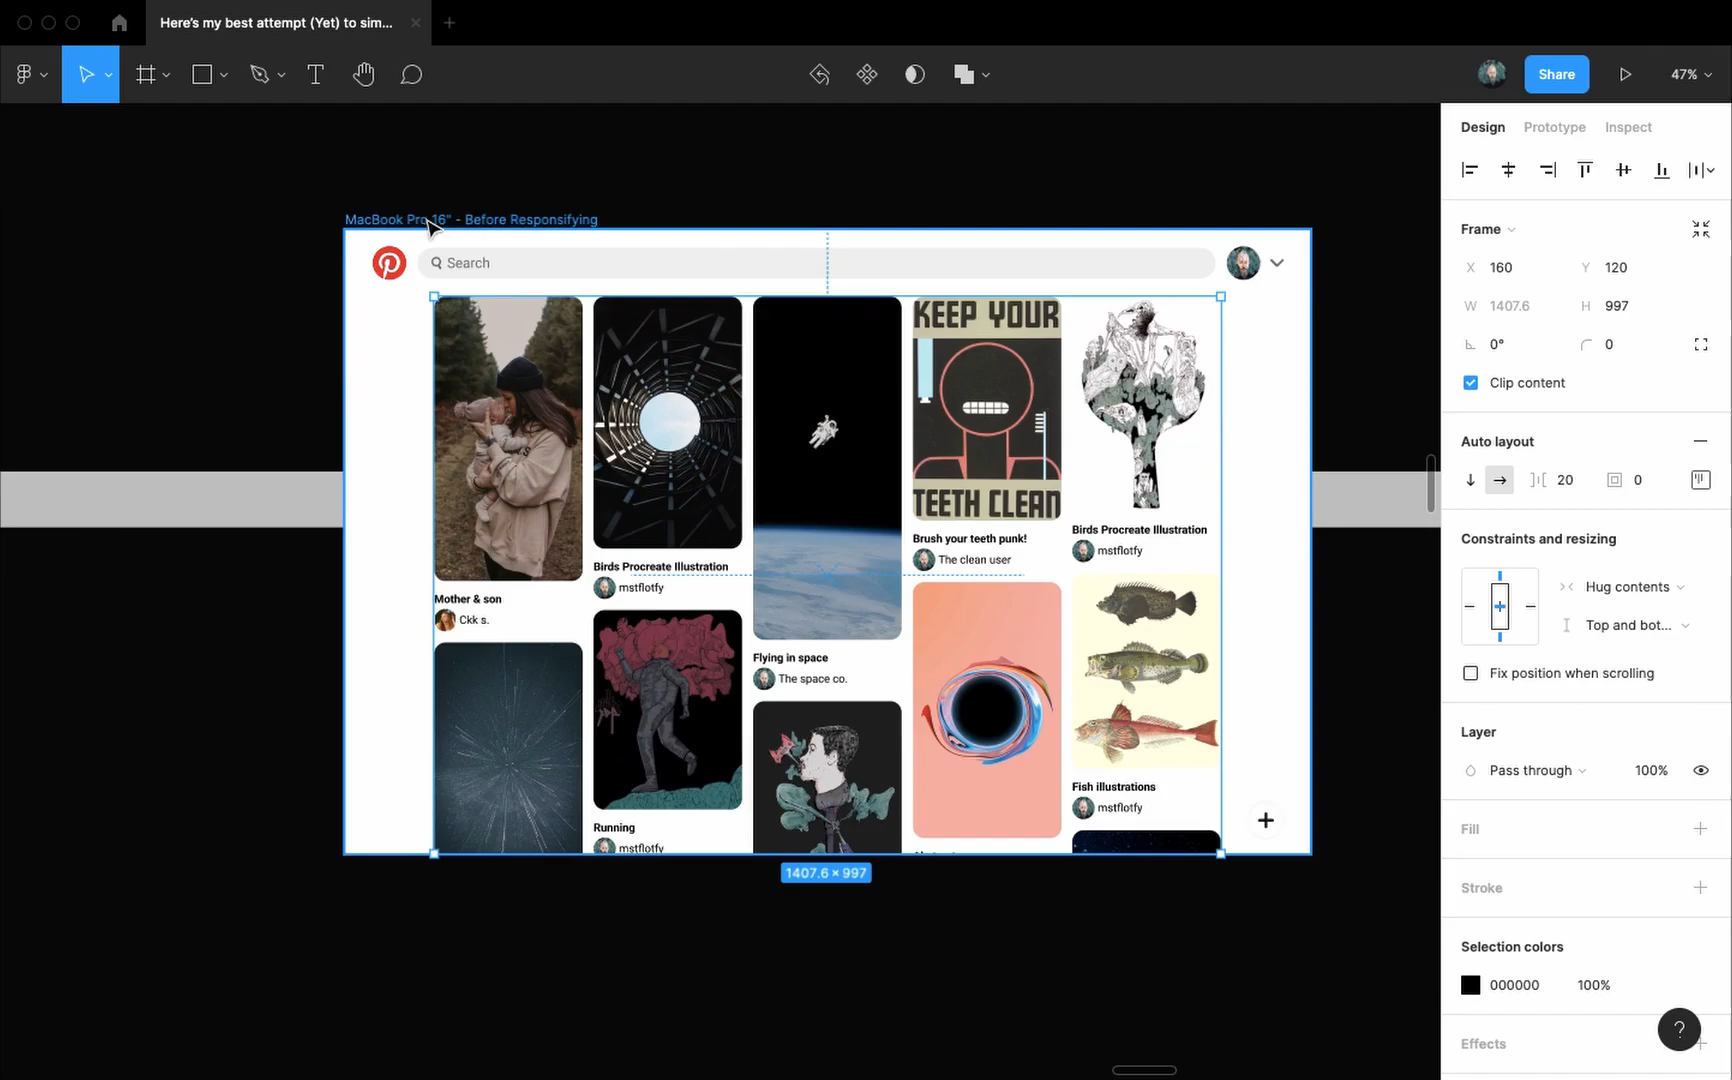 Here's my best attempt (Yet) to sim...
Share
47%
Design
Prototype
Inspect
MacBook Pro 16" - Before Responsifying
Search
Frame
X 160
Y 120
W 1407.6
H 997
0°
0
Clip content
Auto layout
20
0
Constraints and resizing
Hug contents
Top and bot...
Fix position when scrolling
Layer
Pass through
100%
Fill
Stroke
Selection colors
000000
100%
Effects
?
Mother & son
Ckk s.
Birds Procreate Illustration
mstflotfy
Running
mstflotfy
Flying in space
The space co.
KEEP YOUR
TEETH CLEAN
Brush your teeth punk!
The clean user
Birds Procreate Illustration
mstflotfy
Fish illustrations
mstflotfy
1407.6 × 997